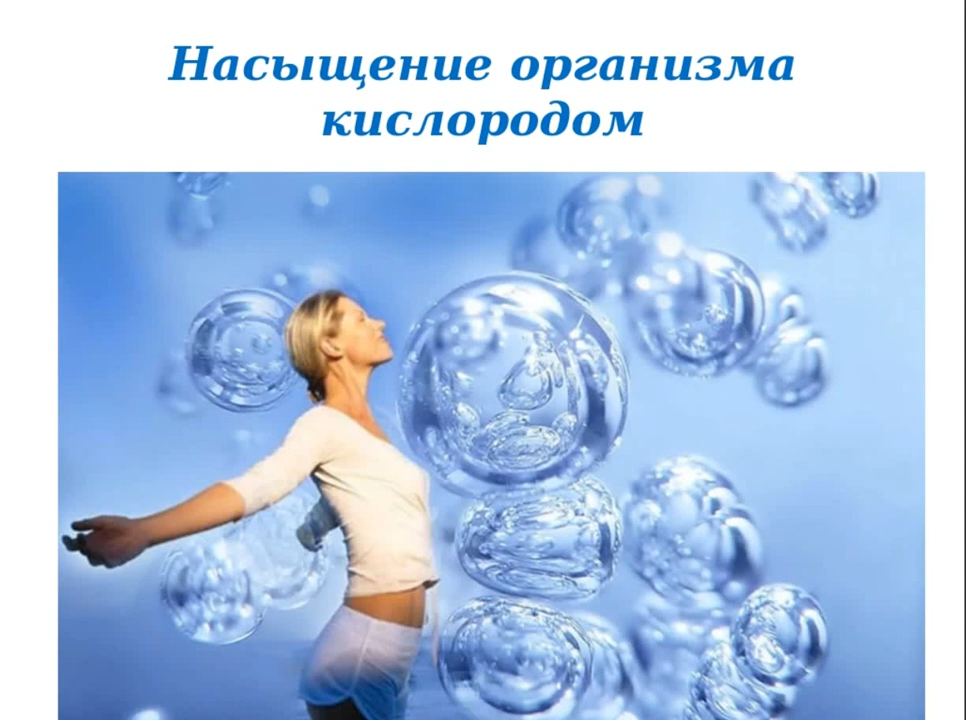 Насыщение организма
кислородом